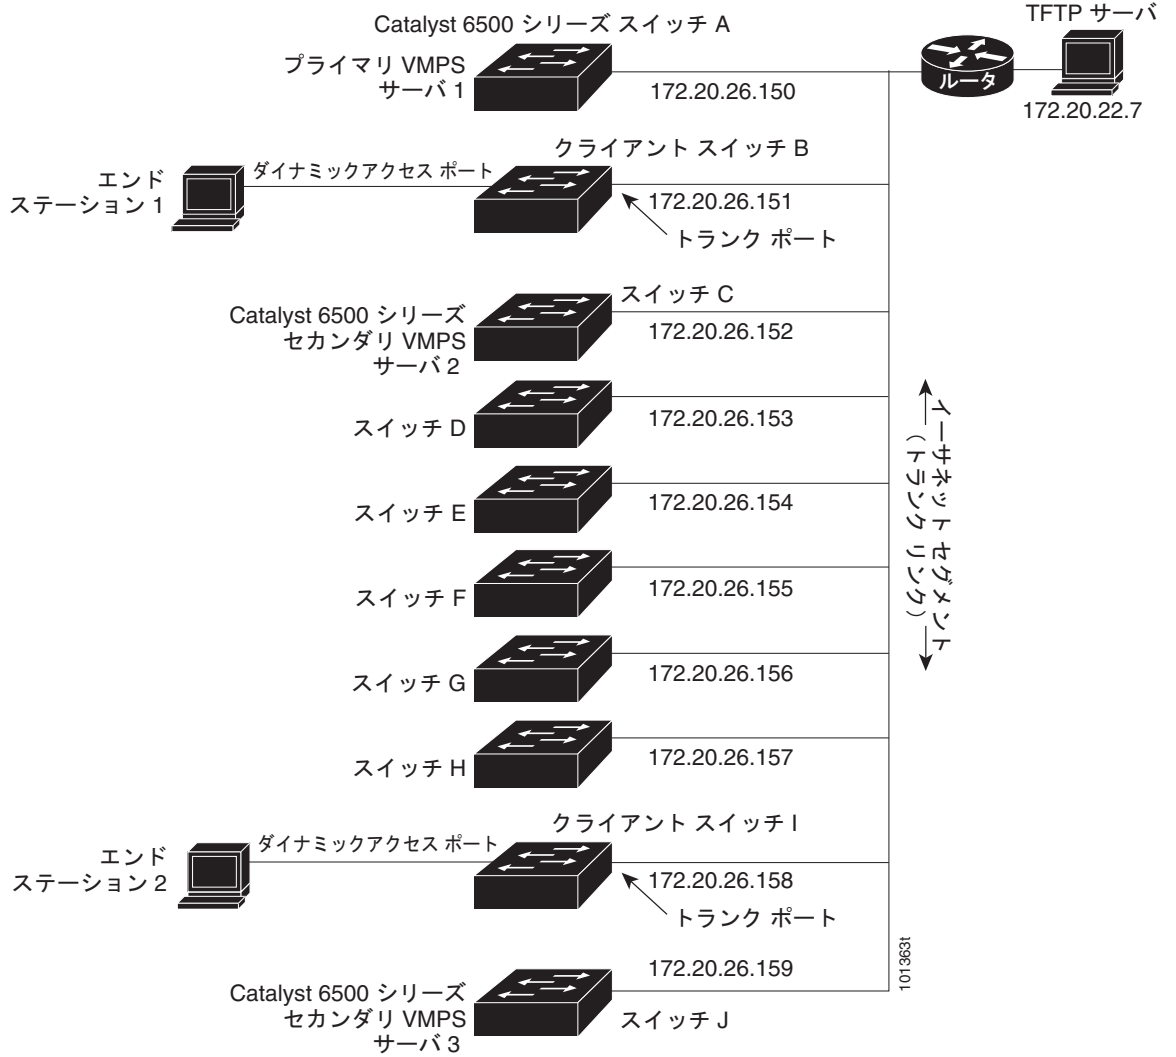 Catalyst 6500 シリーズ スイッチ A
TFTP サーバ
プライマリ VMPS
サーバ 1
172.20.26.150
ルータ
172.20.22.7
クライアント スイッチ B
ダイナミックアクセス ポート
エンド
ステーション 1
172.20.26.151
トランク ポート
スイッチ C
Catalyst 6500 シリーズ
セカンダリ VMPS
サーバ 2
172.20.26.152
スイッチ D
172.20.26.153
イーサネット セグメント
(トランク リンク)
スイッチ E
172.20.26.154
スイッチ F
172.20.26.155
スイッチ G
172.20.26.156
スイッチ H
172.20.26.157
クライアント スイッチ I
ダイナミックアクセス ポート
エンド
ステーション 2
172.20.26.158
トランク ポート
172.20.26.159
Catalyst 6500 シリーズ
セカンダリ VMPS
サーバ 3
スイッチ J
101363t